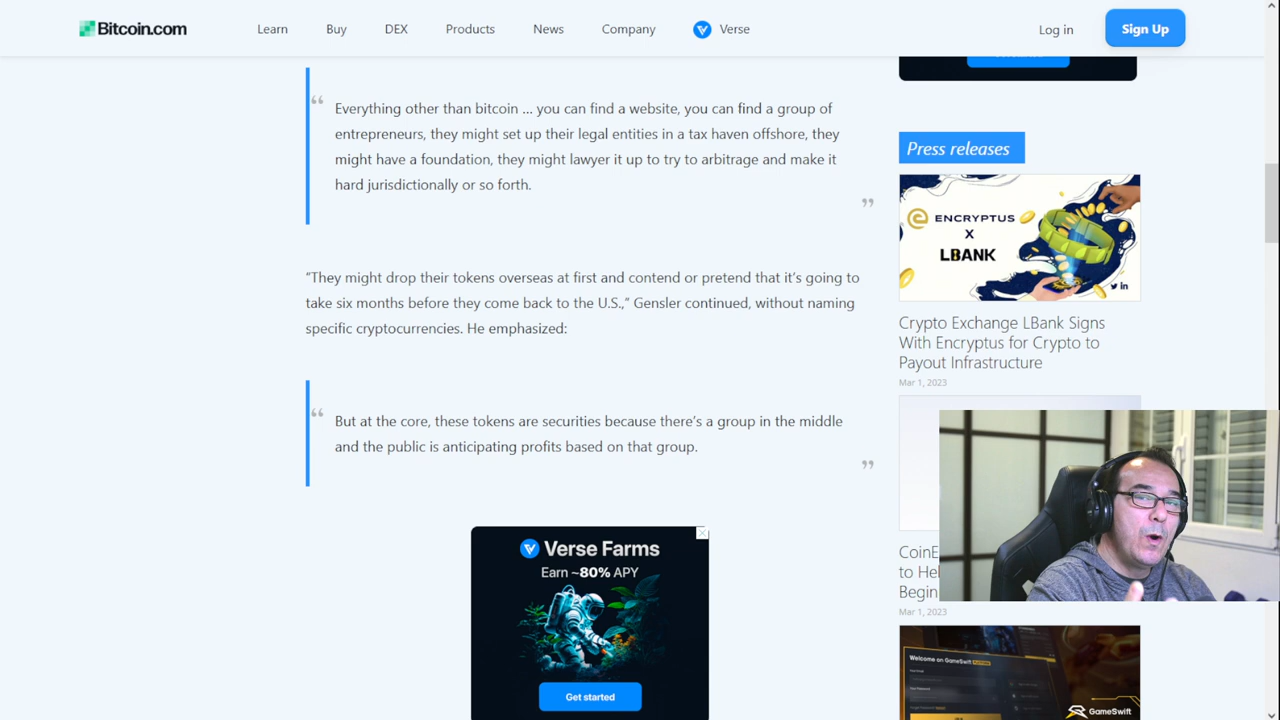 Bitcoin.com
Learn
Buy
DEX
Products
News
Company
Verse
Log in
Sign Up
“
Everything other than bitcoin ... you can find a website, you can find a group of
entrepreneurs, they might set up their legal entities in a tax haven offshore, they
might have a foundation, they might lawyer it up to try to arbitrage and make it
hard jurisdictionally or so forth.
”
“They might drop their tokens overseas at first and contend or pretend that it’s going to
take six months before they come back to the U.S.,” Gensler continued, without naming
specific cryptocurrencies. He emphasized:
“
But at the core, these tokens are securities because there’s a group in the middle
and the public is anticipating profits based on that group.
”
Verse Farms
Earn ~80% APY
Get started
Press releases
ENCRYPTUS
X
LBANK
Crypto Exchange LBank Signs
With Encryptus for Crypto to
Payout Infrastructure
Mar 1, 2023
CoinE
to Hel
Begin
Mar 1, 2023
Welcome on GameSwift
GameSwift